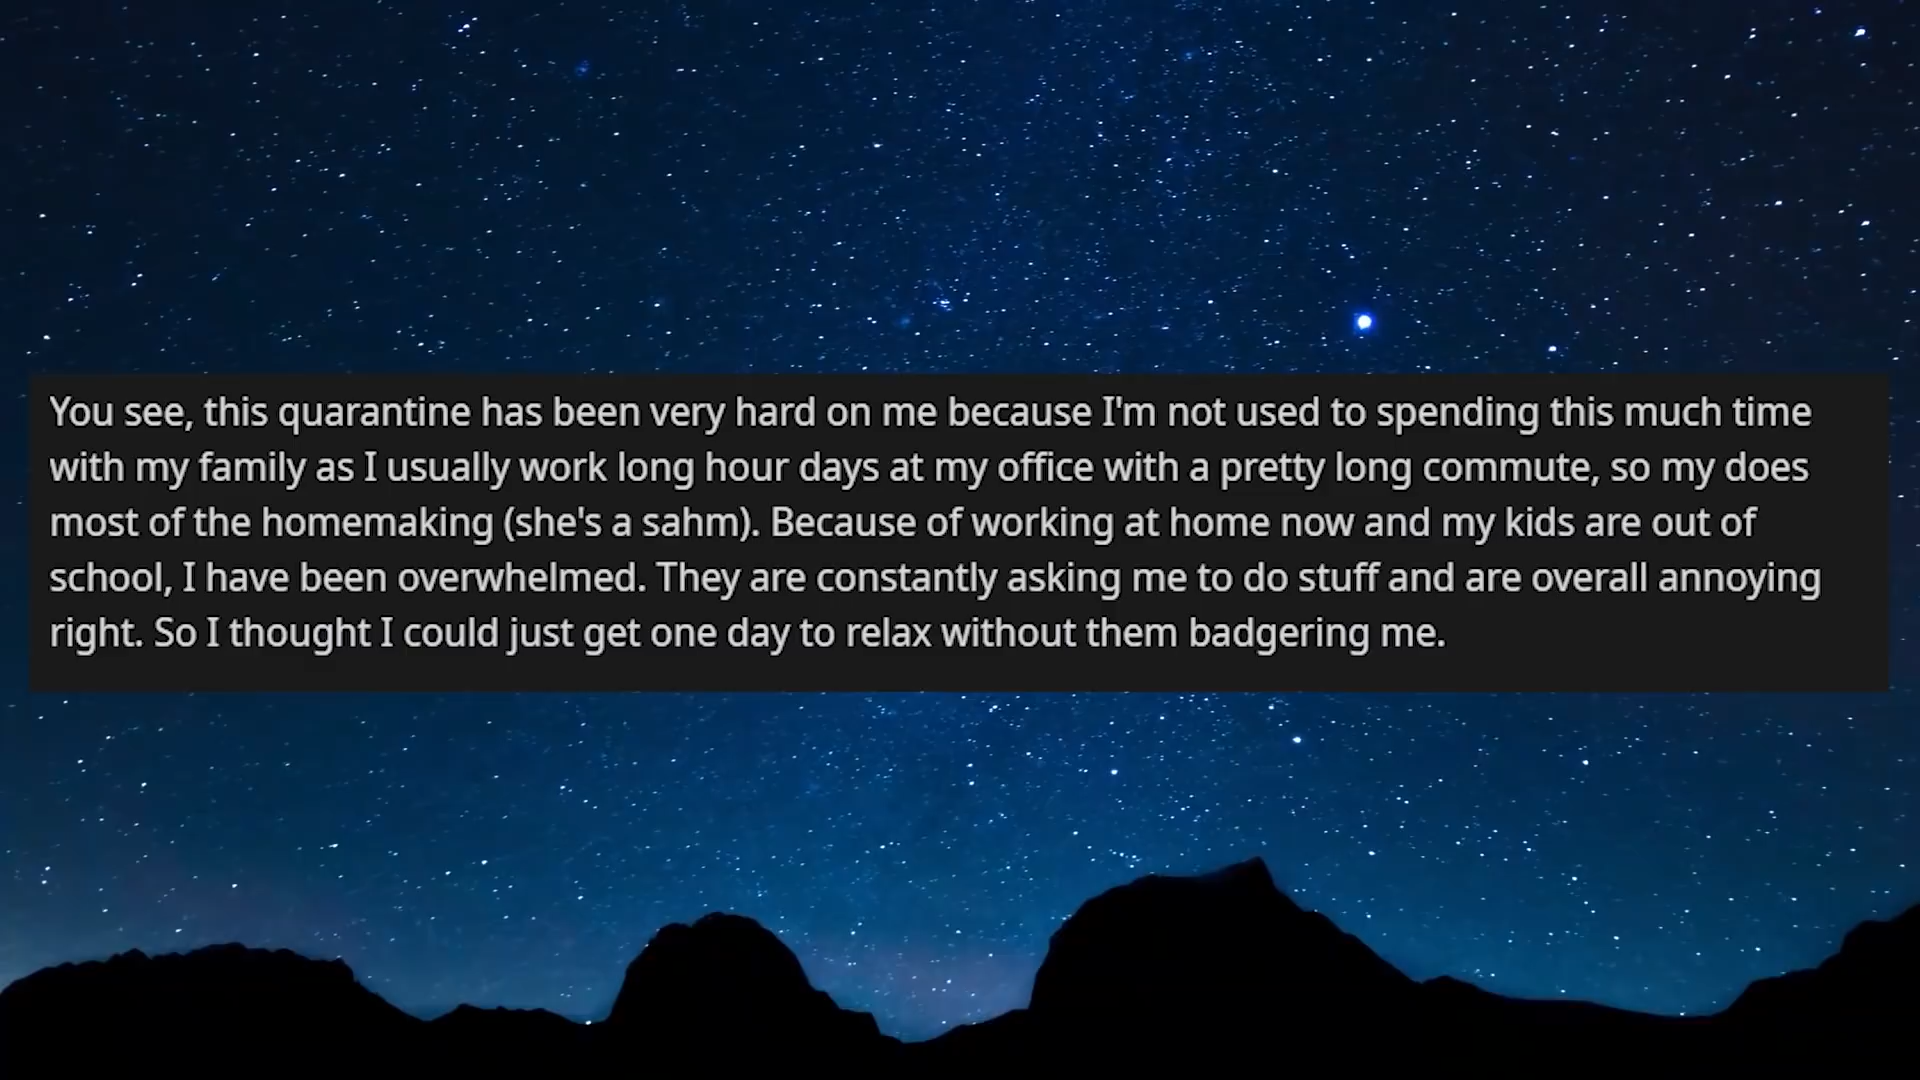 You see, this quarantine has been very hard on me because I'm not used to spending this much time
with my family as I usually work long hour days at my office with a pretty long commute, so my does
most of the homemaking (she's a sahm). Because of working at home now and my kids are out of
school, I have been overwhelmed. They are constantly asking me to do stuff and are overall annoying
right. So I thought I could just get one day to relax without them badgering me.